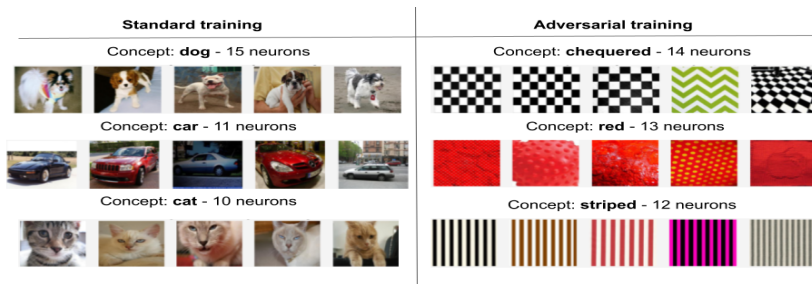 Standard training
Adversarial training
Concept: dog - 15 neurons
Concept: chequered - 14 neurons
Concept: car - 11 neurons
Concept: red - 13 neurons
Concept: cat - 10 neurons
Concept: striped - 12 neurons